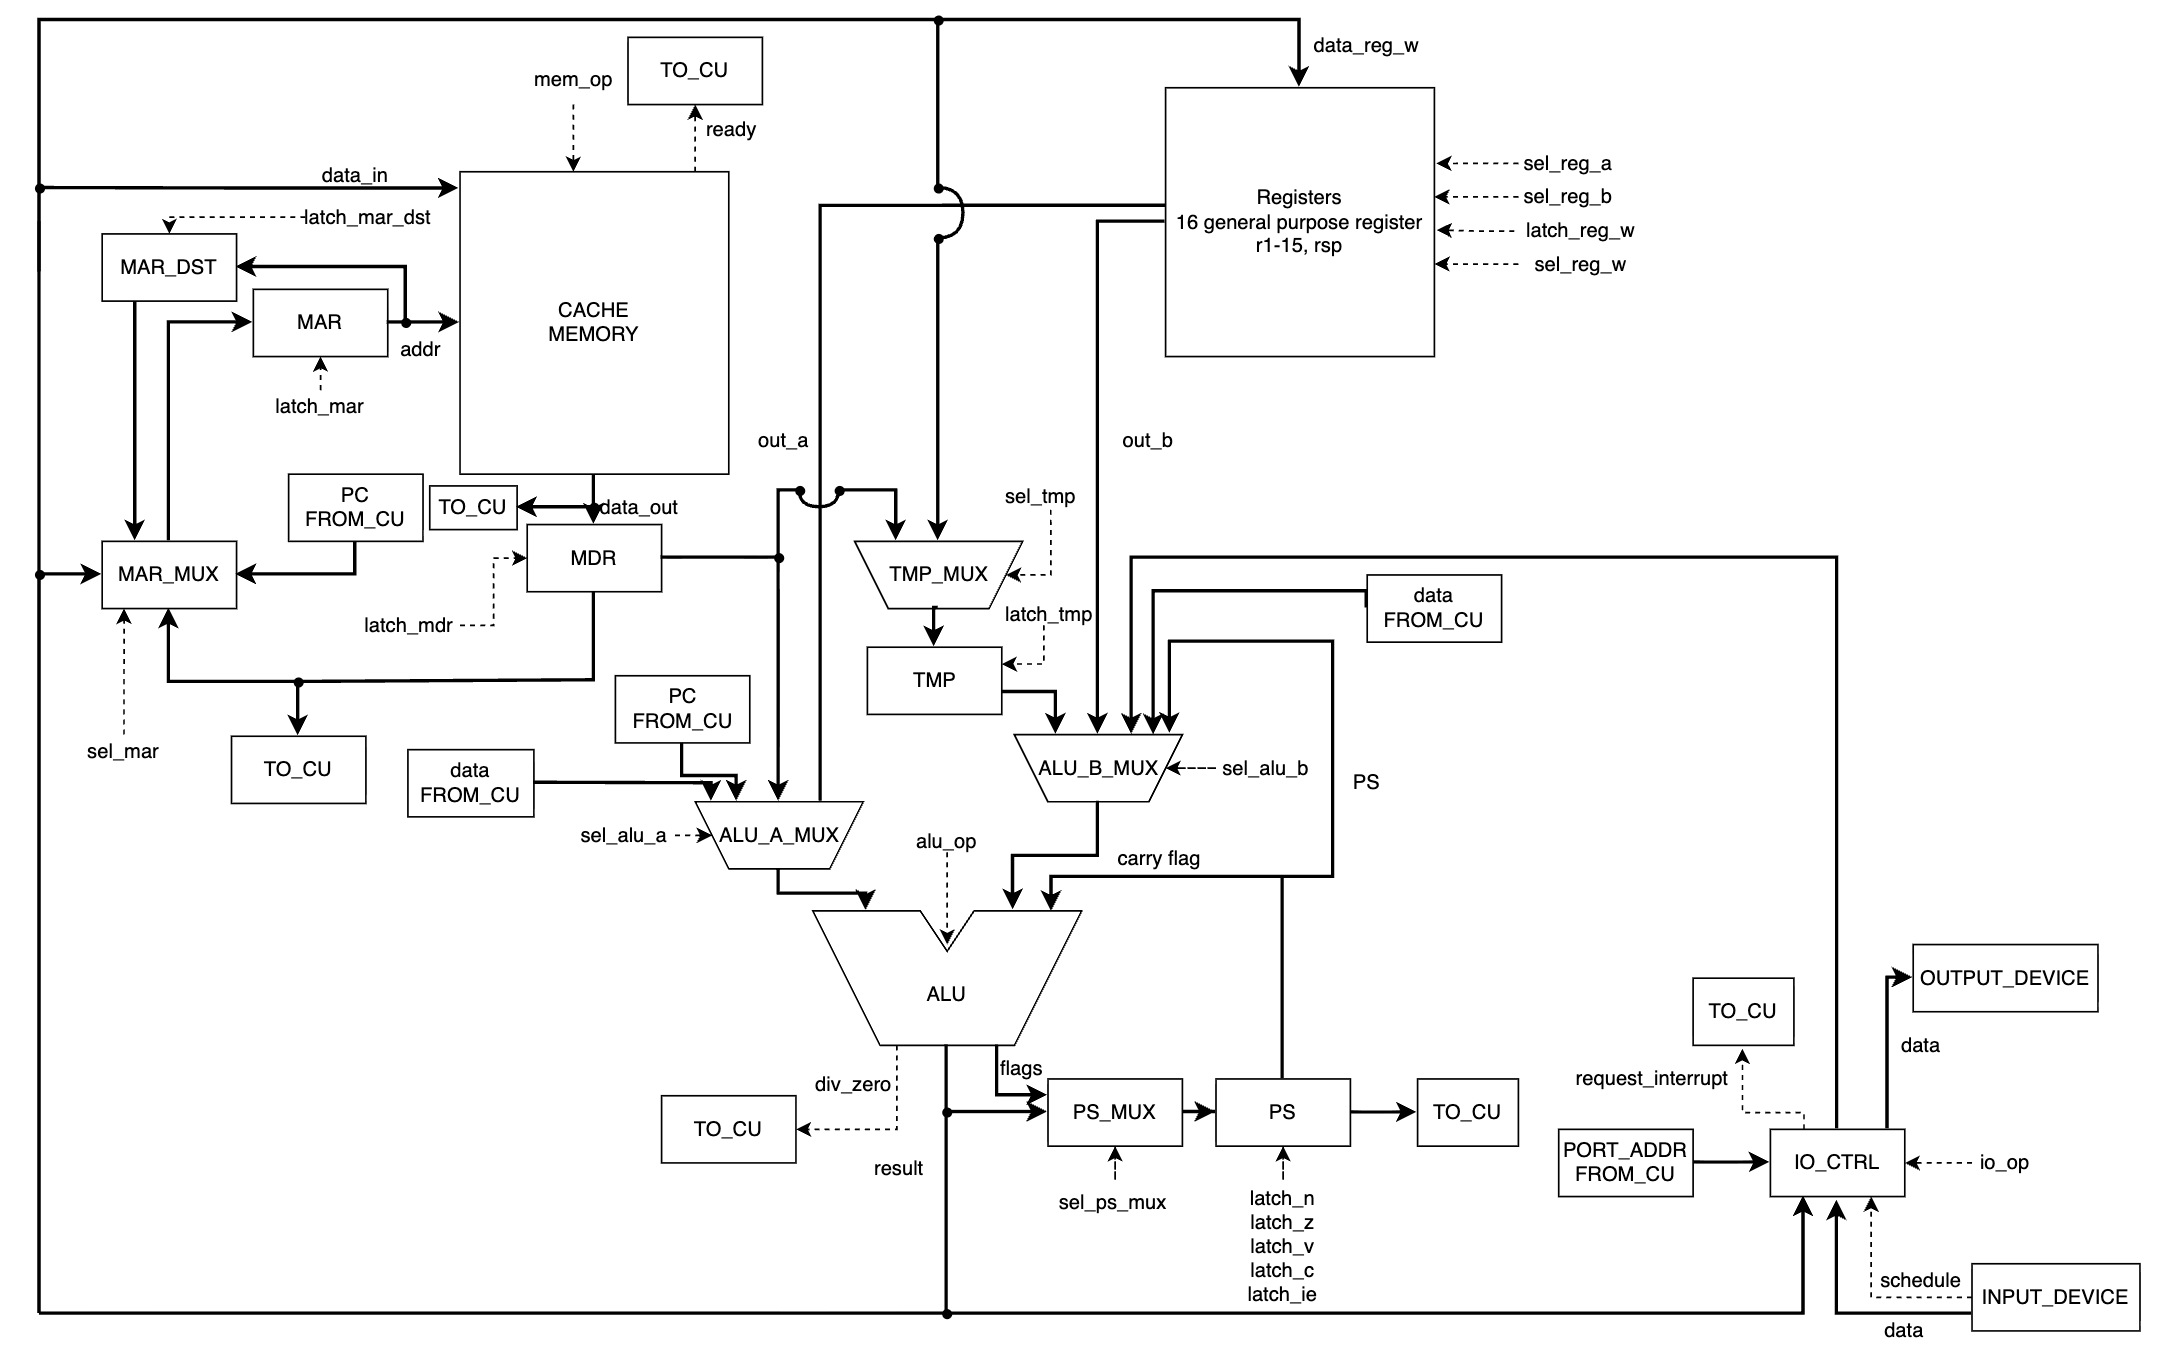 data_reg_w
TO_CU
mem_op
ready
data_in
latch_mar_dst
MAR_DST
MAR
addr
latch_mar
CACHE
MEMORY
Registers
16 general purpose register
r1-15, rsp
sel_reg_a
sel_reg_b
latch_reg_w
sel_reg_w
out_a
out_b
PC
FROM_CU
TO_CU
data_out
sel_tmp
MAR_MUX
MDR
TMP_MUX
latch_mdr
latch_tmp
data
FROM_CU
TMP
PC
FROM_CU
sel_mar
TO_CU
data
FROM_CU
ALU_B_MUX
sel_alu_b
PS
sel_alu_a
ALU_A_MUX
alu_op
carry flag
ALU
OUTPUT_DEVICE
TO_CU
data
request_interrupt
flags
div_zero
TO_CU
PS_MUX
PS
TO_CU
result
PORT_ADDR
FROM_CU
IO_CTRL
io_op
sel_ps_mux
latch_n
latch_z
latch_v
latch_c
latch_ie
schedule
INPUT_DEVICE
data